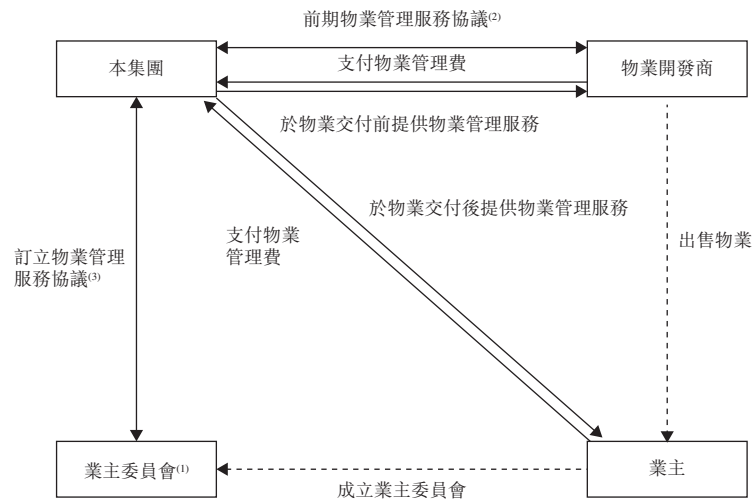 前期物業管理服務協議(2)
本集團
支付物業管理費
物業開發商
於物業交付前提供物業管理服務
於物業交付後提供物業管理服務
支付物業
管理費
出售物業
訂立物業管理
服務協議(3)
業主委員會(1)
業主
成立業主委員會